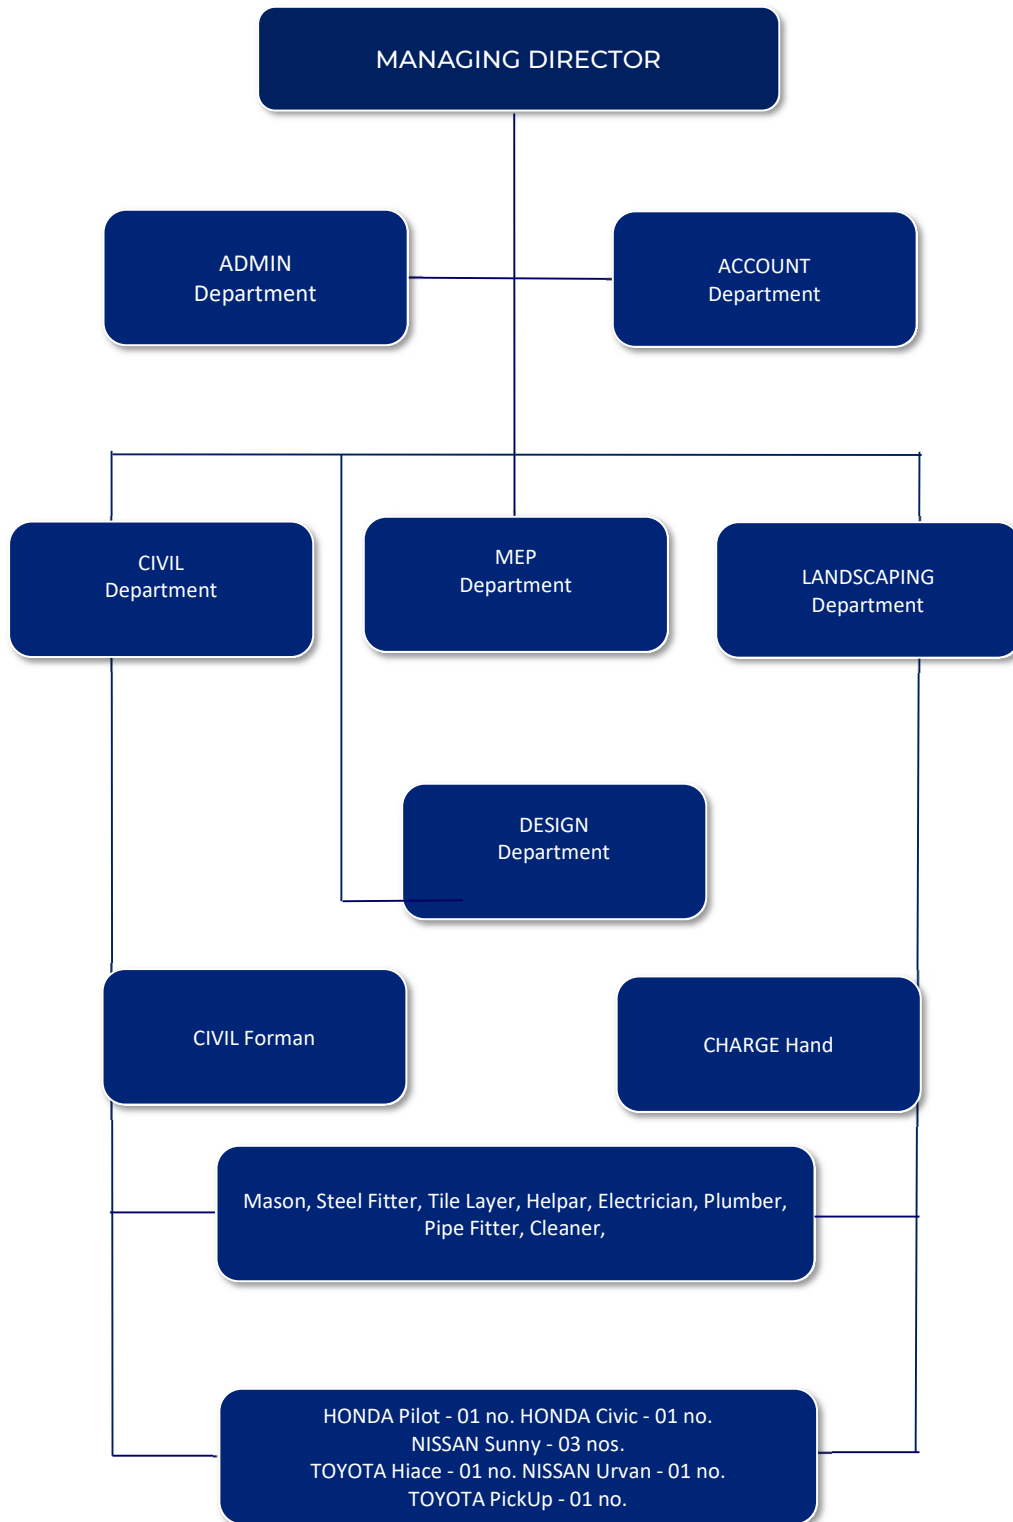 MANAGING DIRECTOR
ADMIN
Department
ACCOUNT
Department
CIVIL
Department
MEP
Department
LANDSCAPING
Department
DESIGN
Department
CIVIL Forman
CHARGE Hand
Mason, Steel Fitter, Tile Layer, Helpar, Electrician, Plumber,
Pipe Fitter, Cleaner,
HONDA Pilot - 01 no. HONDA Civic - 01 no.
NISSAN Sunny - 03 nos.
TOYOTA Hiace - 01 no. NISSAN Urvan - 01 no.
TOYOTA PickUp - 01 no.